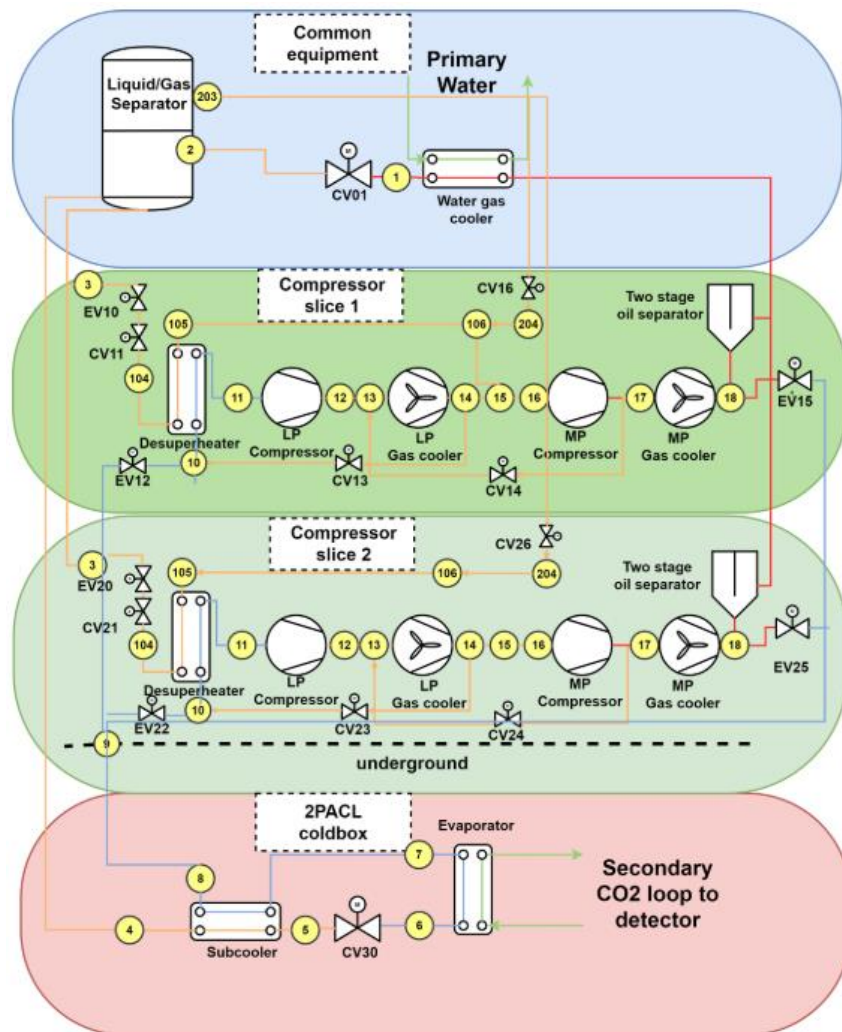 Common
equipment
Primary
Water
Liquid/Gas
Separator
203
2
CV01
1
Water gas
cooler
3
EV10
CV11
104
105
Compressor
slice 1
CV16
106
204
Two stage
oil separator
Desuperheater
11
LP
Compressor
12
13
LP
Gas cooler
14
15
16
MP
Compressor
17
MP
Gas cooler
18
EV15
EV12
10
CV13
CV14
Compressor
slice 2
CV26
204
Two stage
oil separator
3
EV20
CV21
104
105
106
Desuperheater
11
LP
Compressor
12
13
LP
Gas cooler
14
15
16
MP
Compressor
17
MP
Gas cooler
18
EV25
EV22
10
CV23
CV24
9
underground
2PACL
coldbox
Evaporator
7
8
4
Subcooler
5
CV30
6
Secondary
CO2 loop to
detector